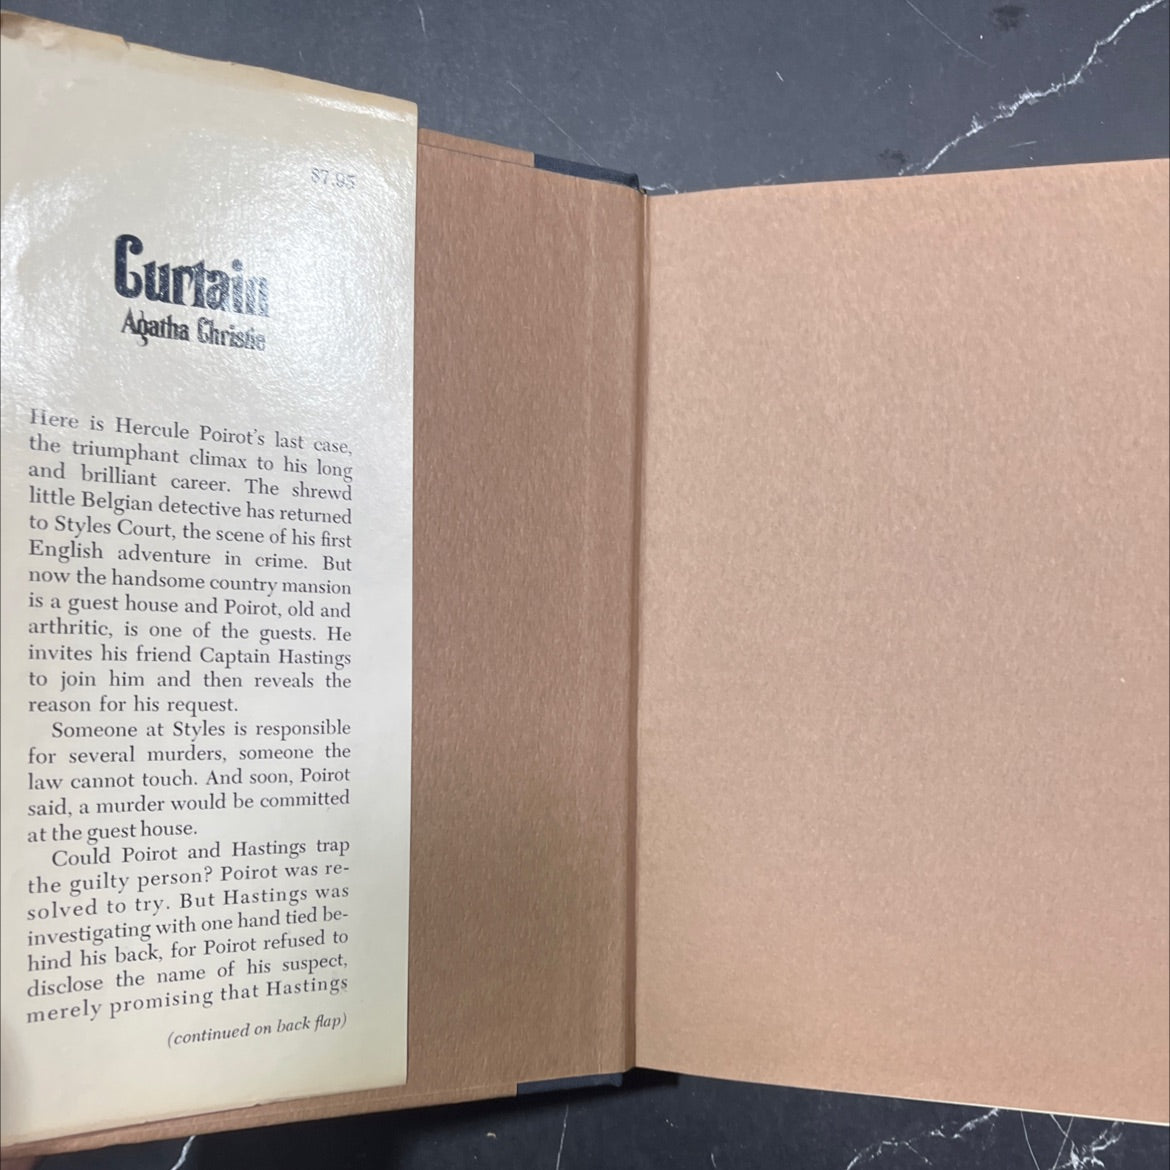 $7.95
Curtain
Agatha Christie
Here is Hercule Poirot's last case,
the triumphant climax to his long
and brilliant career. The shrewd
little Belgian detective has returned
to Styles Court, the scene of his first
English adventure in crime. But
now the handsome country mansion
is a guest house and Poirot, old and
arthritic, is one of the guests. He
invites his friend Captain Hastings
to join him and then reveals the
reason for his request.
Someone at Styles is responsible
for several murders, someone the
law cannot touch. And soon, Poirot
said, a murder would be committed
at the guest house.
Could Poirot and Hastings trap
the guilty person? Poirot was re-
solved to try. But Hastings was
investigating with one hand tied be-
hind his back, for Poirot refused to
disclose the name of his suspect,
merely promising that Hastings
(continued on back flap)